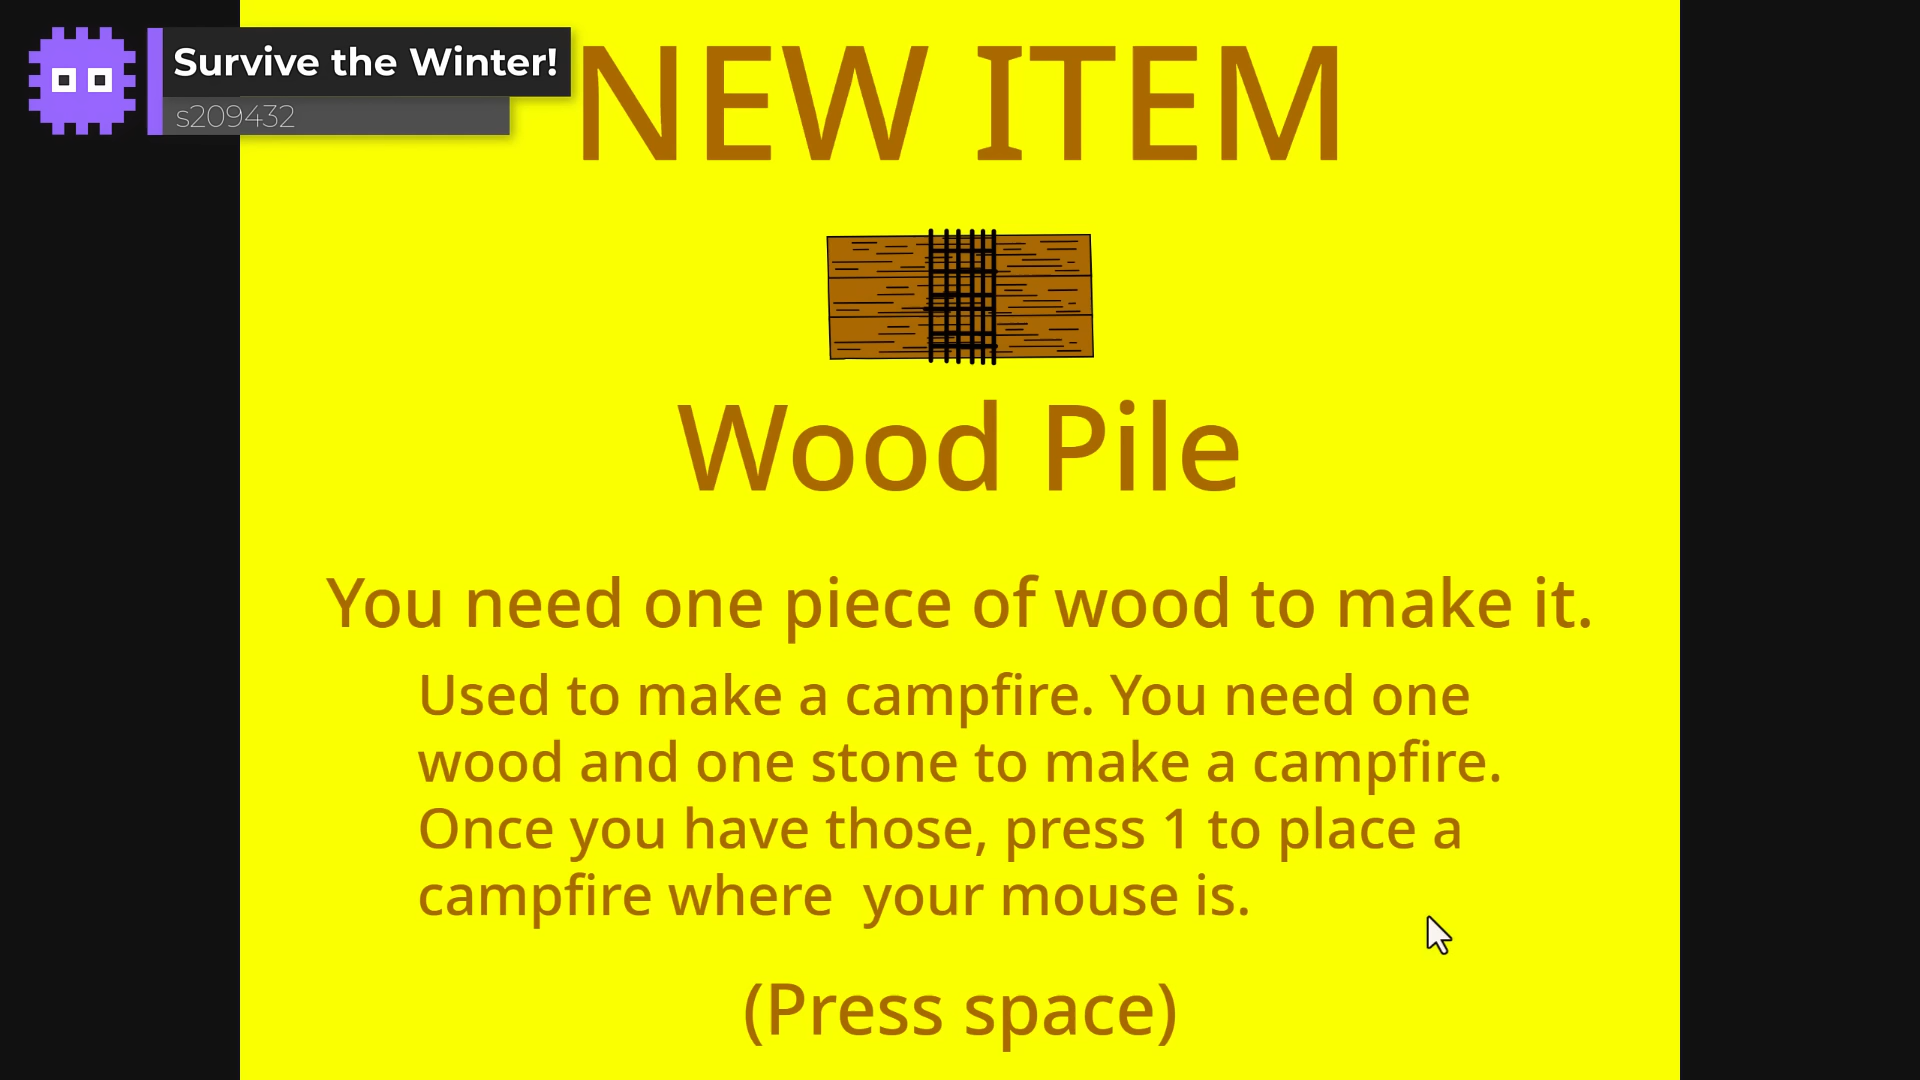 Survive the Winter!
s209432
NEW ITEM
Wood Pile
You need one piece of wood to make it.
Used to make a campfire. You need one
wood and one stone to make a campfire.
Once you have those, press 1 to place a
campfire where  your mouse is.
(Press space)